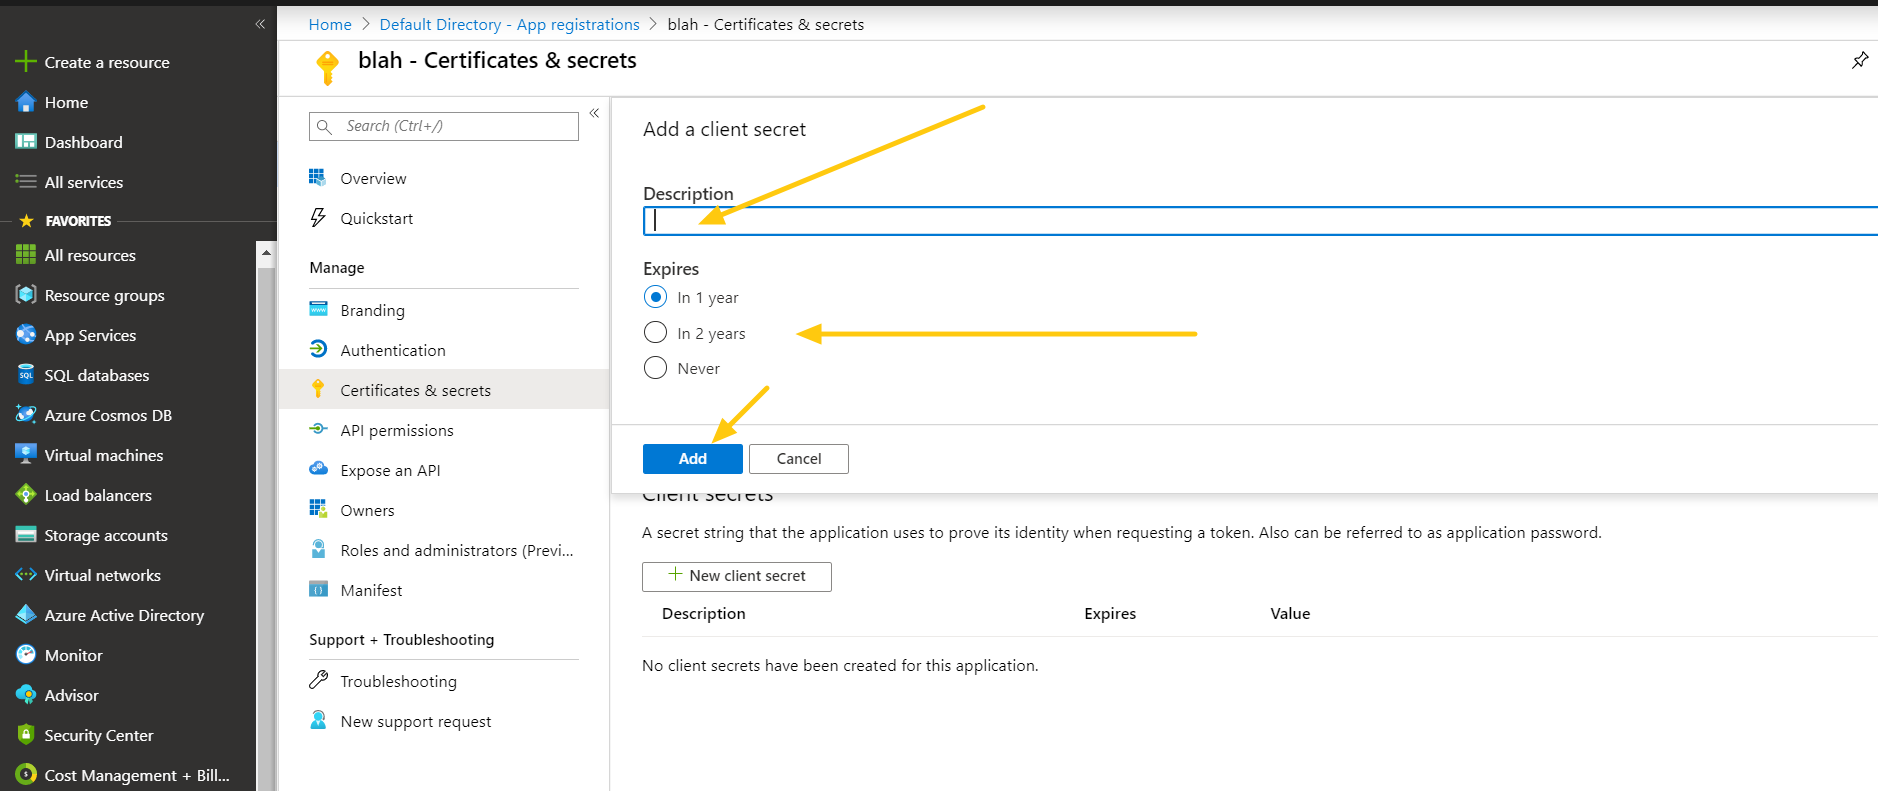 Home > Default Directory - App registrations > blah - Certificates & secrets
blah - Certificates & secrets
Create a resource
Home
Dashboard
All services
FAVORITES
All resources
Resource groups
App Services
SQL databases
Azure Cosmos DB
Virtual machines
Load balancers
Storage accounts
Virtual networks
Azure Active Directory
Monitor
Advisor
Security Center
Cost Management + Bill...
Search (Ctrl+/)
Overview
Quickstart
Manage
Branding
Authentication
Certificates & secrets
API permissions
Expose an API
Owners
Roles and administrators (Previ...
Manifest
Support + Troubleshooting
Troubleshooting
New support request
Add a client secret
Description
Expires
In 1 year
In 2 years
Never
Add Cancel
Client secrets
A secret string that the application uses to prove its identity when requesting a token. Also can be referred to as application password.
New client secret
Description Expires Value
No client secrets have been created for this application.